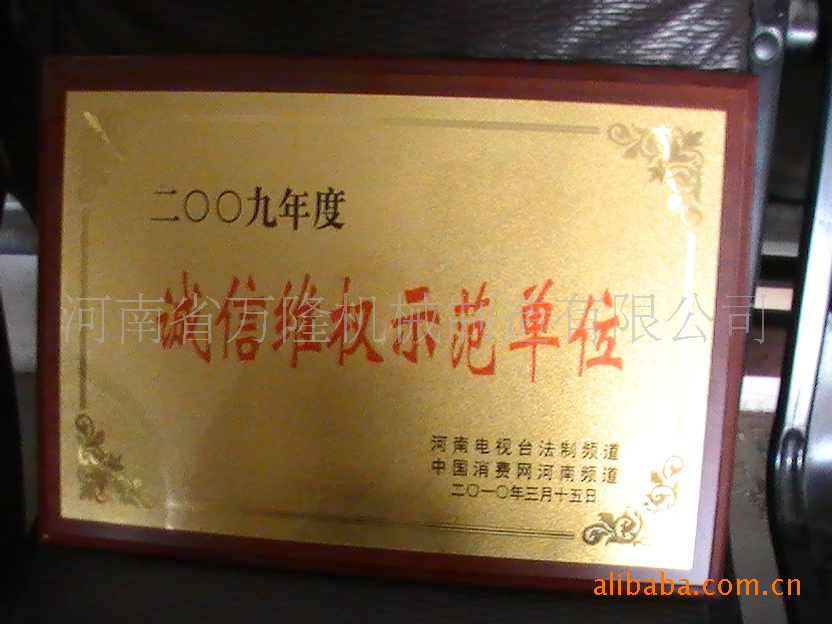 二〇〇九年度
诚信维权示范单位
河南省万隆机械制造有限公司
河南电视台法制频道
中国消费网河南频道
二〇一〇年三月十五日
alibaba.com.cn